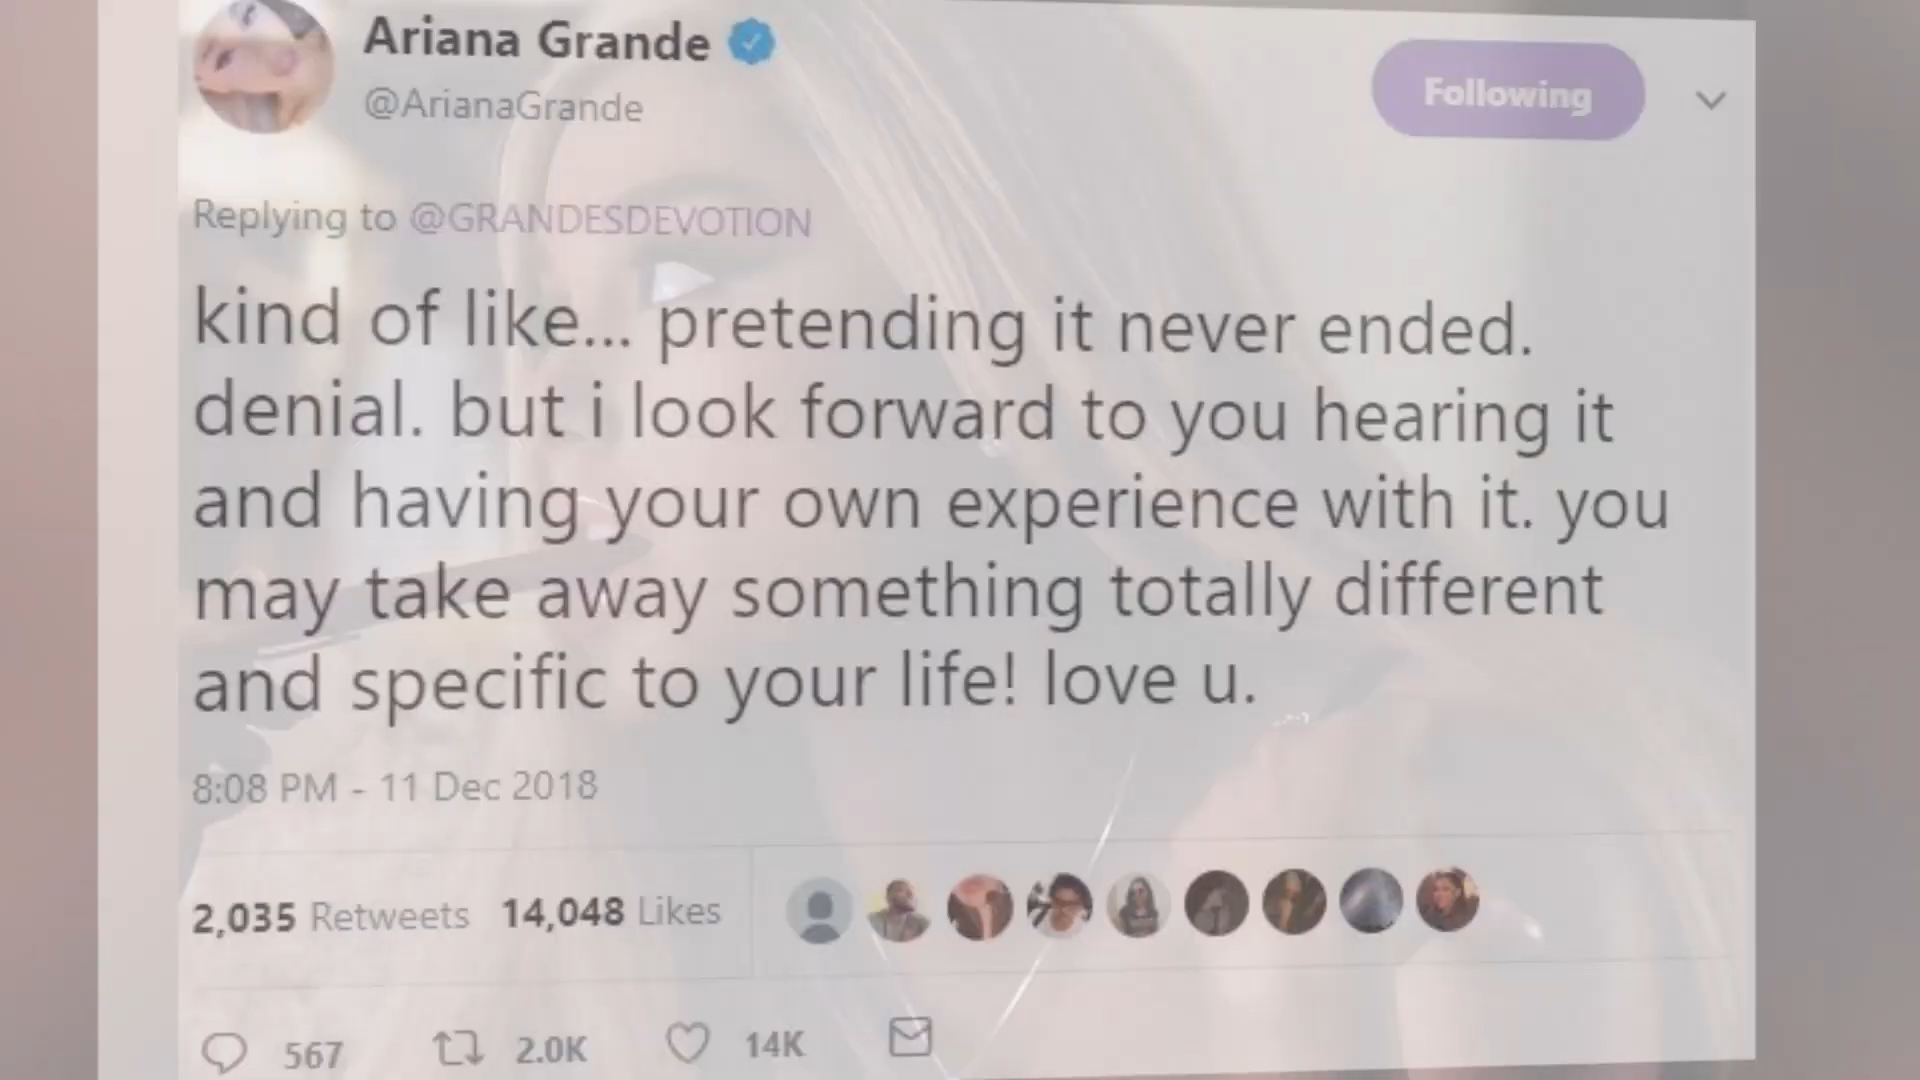 Ariana Grande
@ArianaGrande
Following
Replying to @GRANDESDEVOTION
kind of like... pretending it never ended.
denial. but i look forward to you hearing it
and having your own experience with it. you
may take away something totally different
and specific to your life! love u.
8:08 PM - 11 Dec 2018
2,035 Retweets 14,048 Likes
567 2.0K 14K